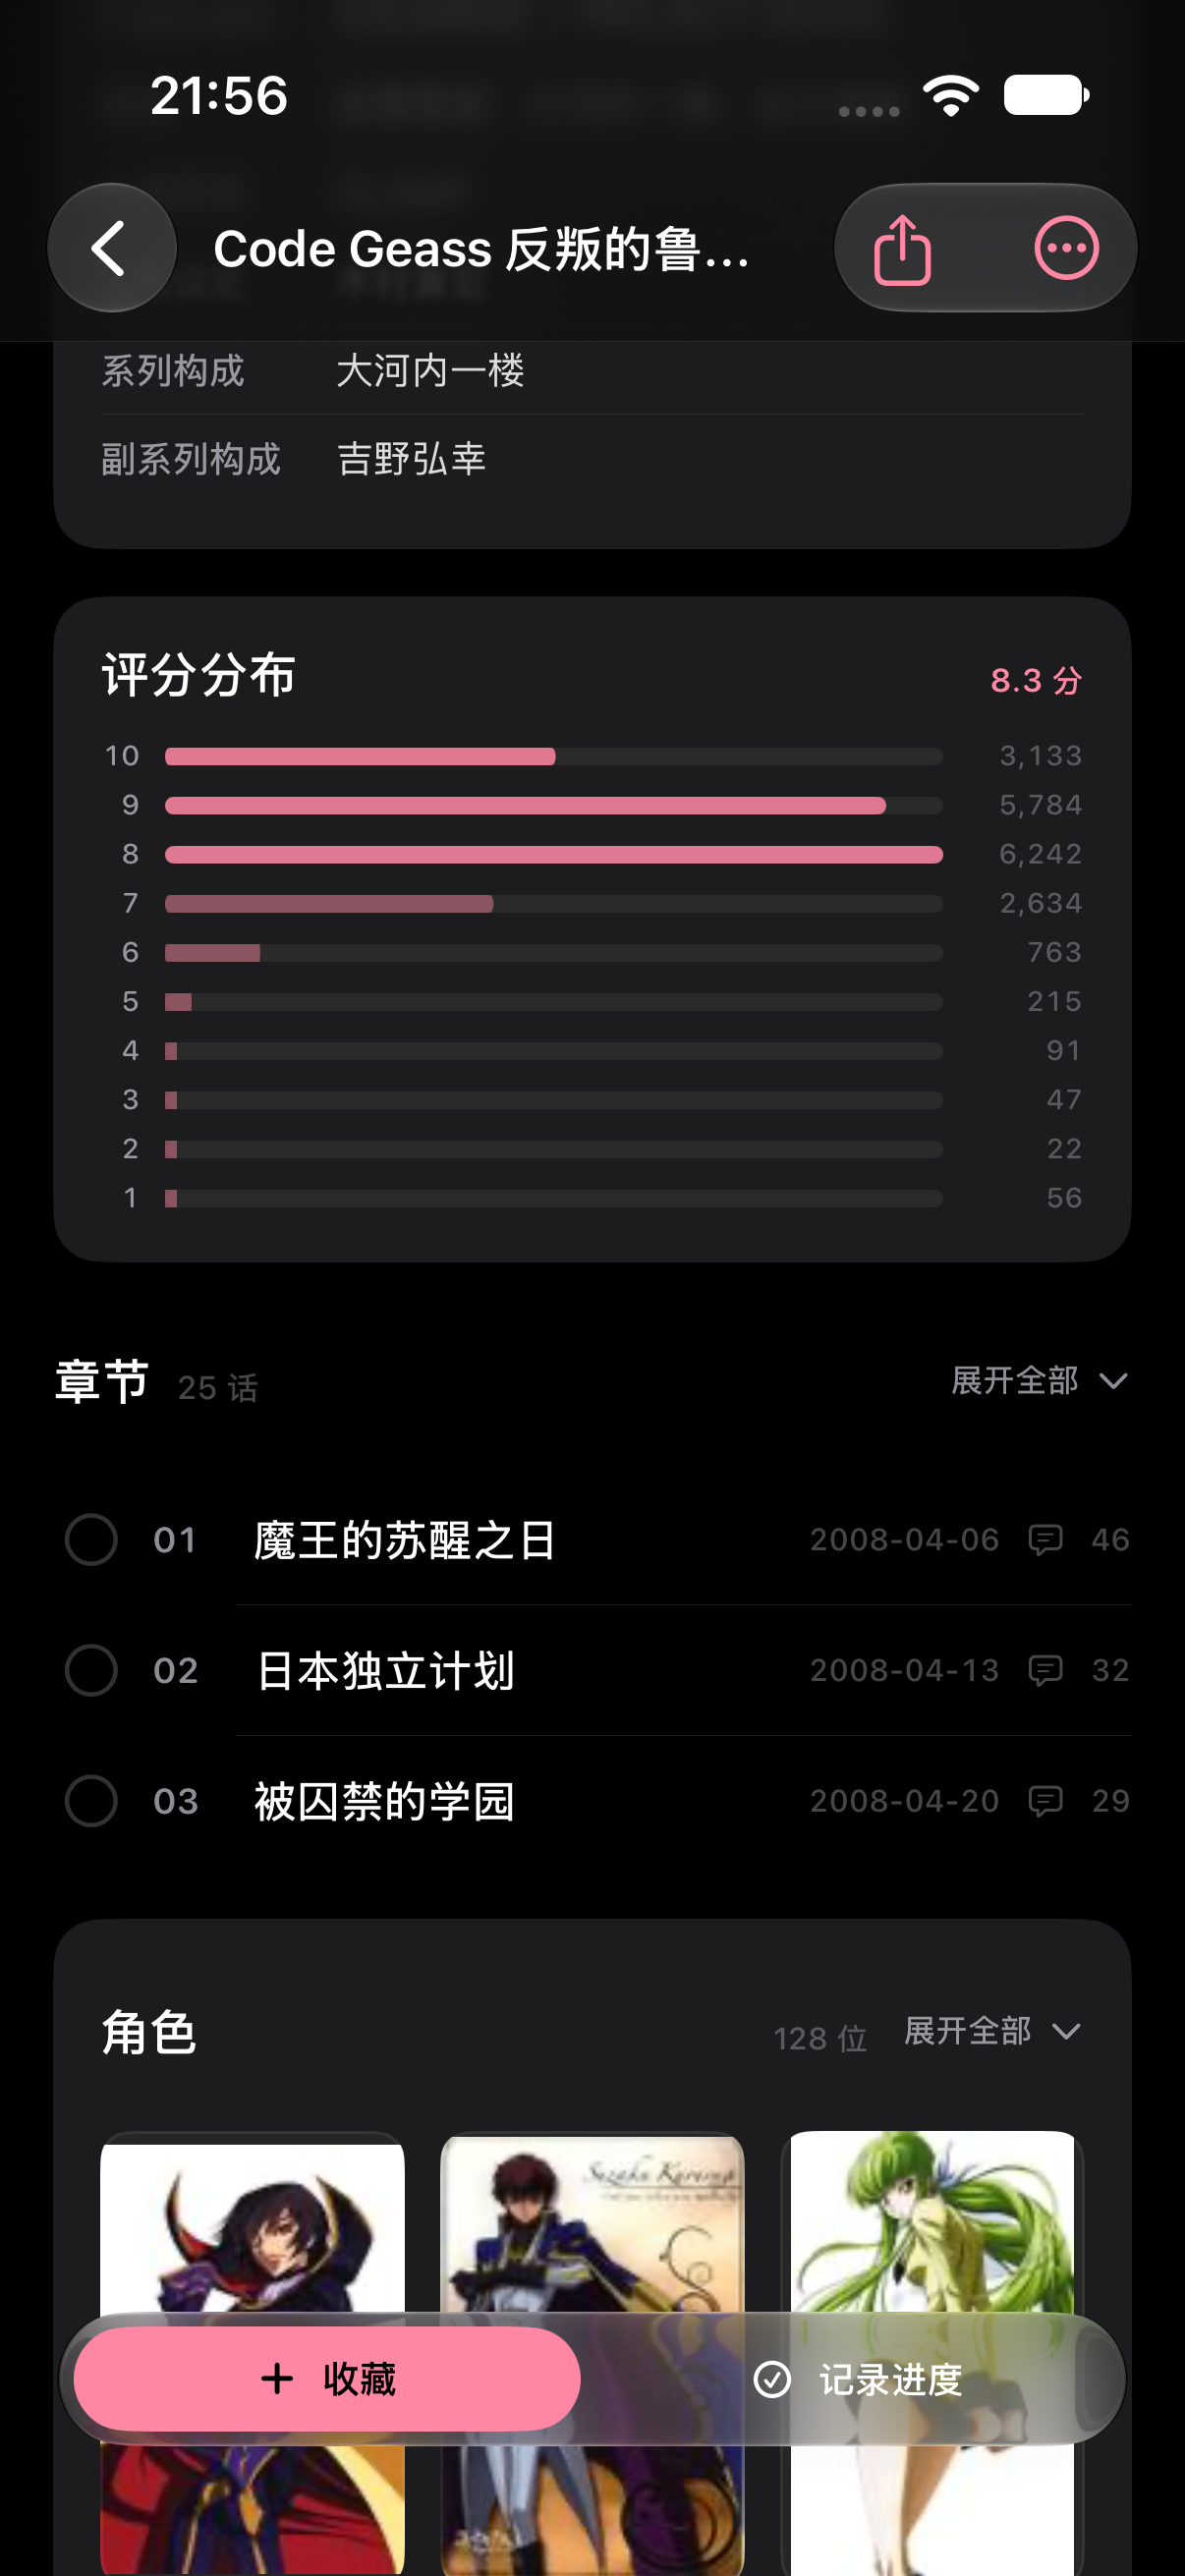 21:56
Code Geass 反叛的鲁...
系列构成 大河内一楼
副系列构成 吉野弘幸
评分分布 8.3 分
10 3,133
9 5,784
8 6,242
7 2,634
6 763
5 215
4 91
3 47
2 22
1 56
章节 25 话 展开全部
01 魔王的苏醒之日 2008-04-06 46
02 日本独立计划 2008-04-13 32
03 被囚禁的学园 2008-04-20 29
角色 128 位 展开全部
Suzaku Kururugi
+ 收藏 记录进度